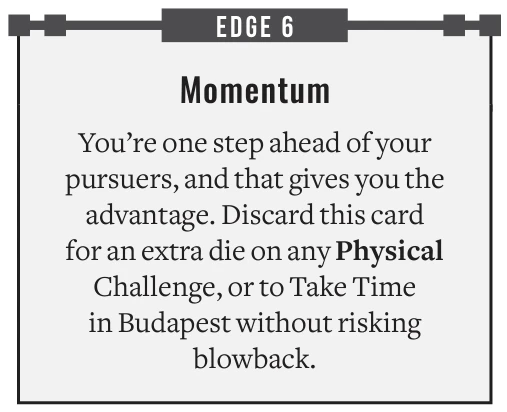 EDGE 6
Momentum
You’re one step ahead of your
pursuers, and that gives you the
advantage. Discard this card
for an extra die on any Physical
Challenge, or to Take Time
in Budapest without risking
blowback.